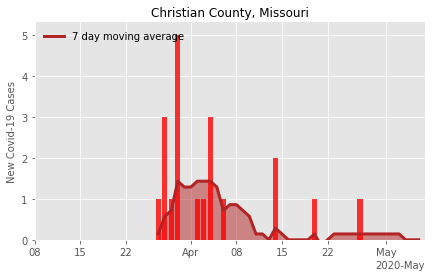 Christian County, Missouri
7 day moving average
New Covid-19 Cases
5
4
3
2
1
0
08 15 22 Apr 08 15 22 May
2020-May